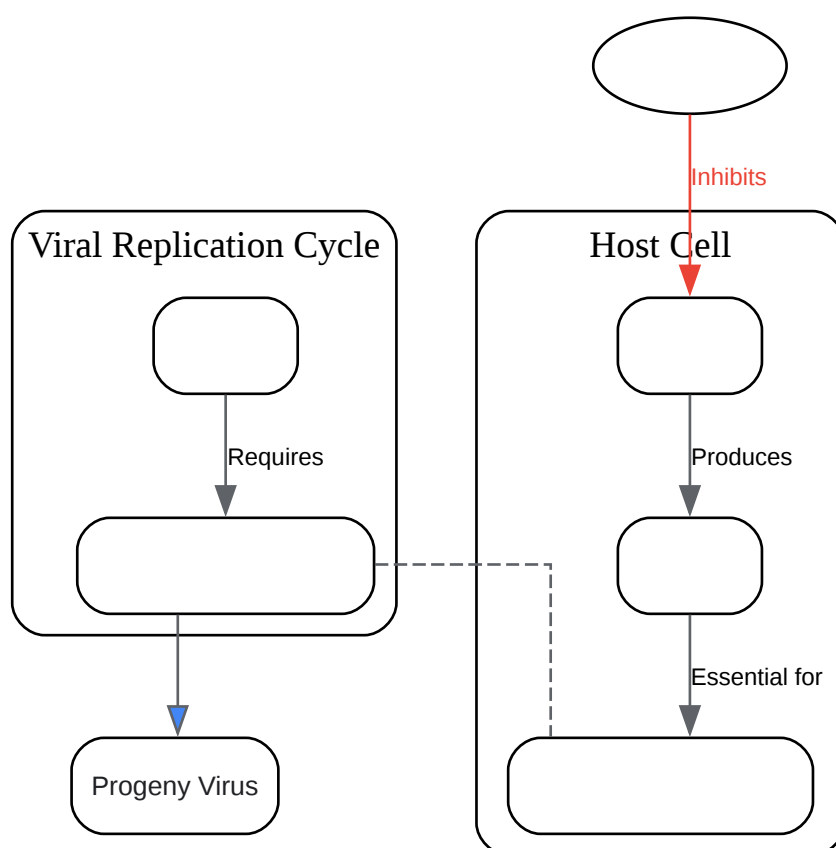 Inhibits
Viral Replication Cycle
Host Cell
Requires
Produces
Essential for
Progeny Virus